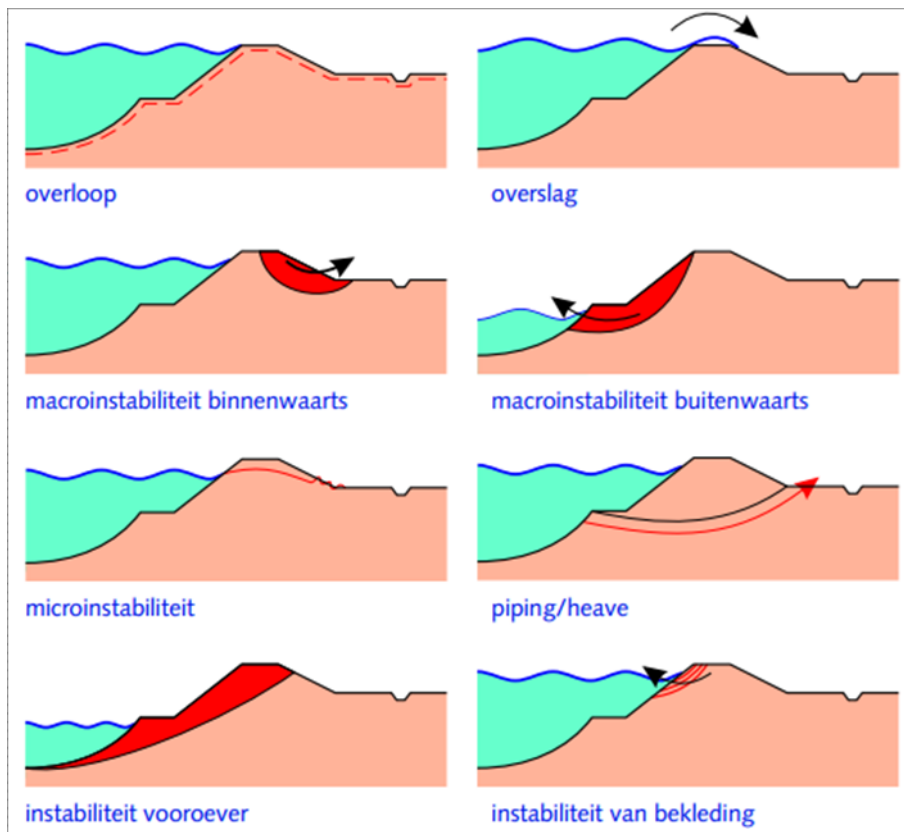 overloop
overslag
macroinstabiliteit binnenwaarts
macroinstabiliteit buitenwaarts
microinstabiliteit
piping/heave
instabiliteit vooroever
instabiliteit van bekleding